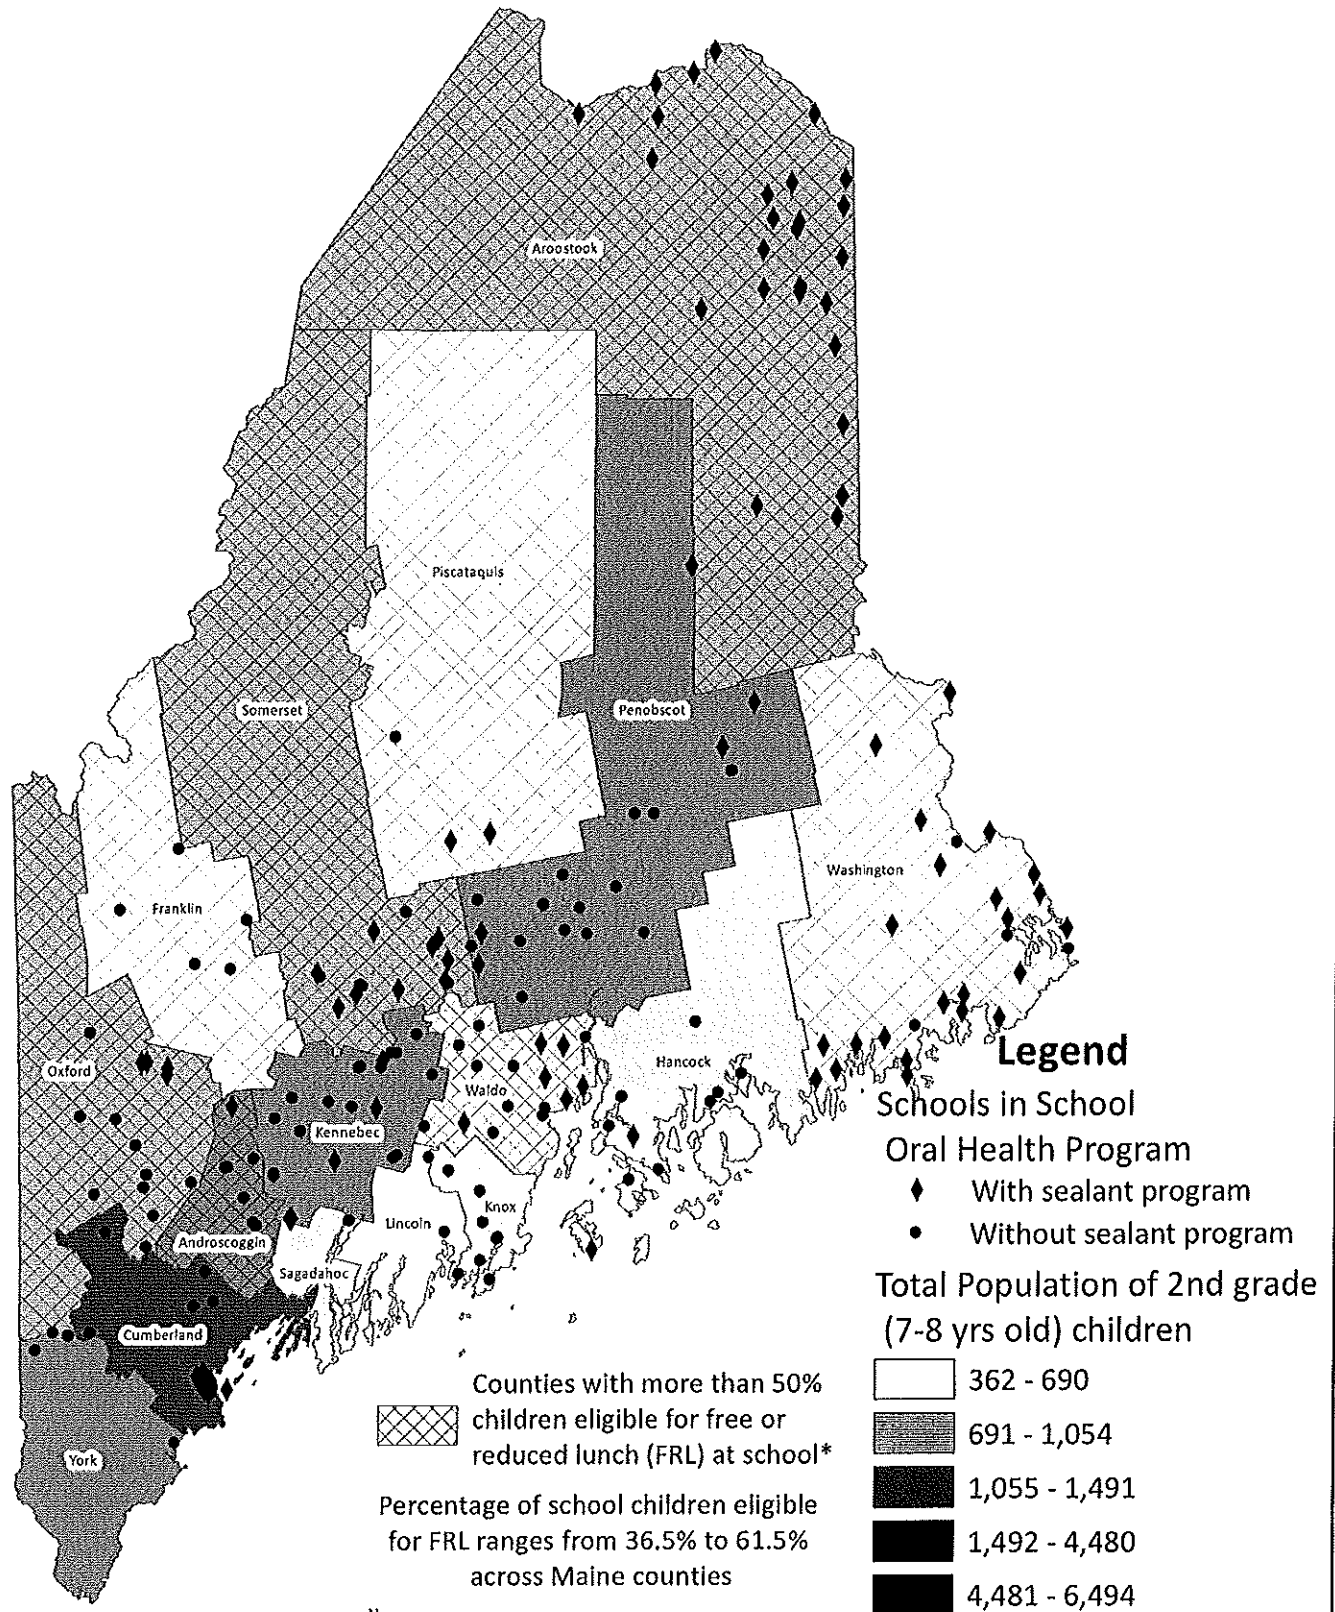 Aroostook
Piscataquis
Somerset
Penobscot
Washington
Franklin
Legend
Hancock
Oxford
Schools in School
Waldo
Oral Health Program
Kennebec
With sealant program
Knox
Lincoln
Without sealant program
Androscoggin
Sagadahoc
Total Population of 2nd grade
(7-8 yrs old) children
Cumberland
Counties with more than 50%
children eligible for free or
reduced lunch (FRL) at school*
362 - 690
691 - 1,054
York
1,055 - 1,491
Percentage of school children eligible
for FRL ranges from 36.5% to 61.5%
across Maine counties
1,492 - 4,480
4,481 - 6,494